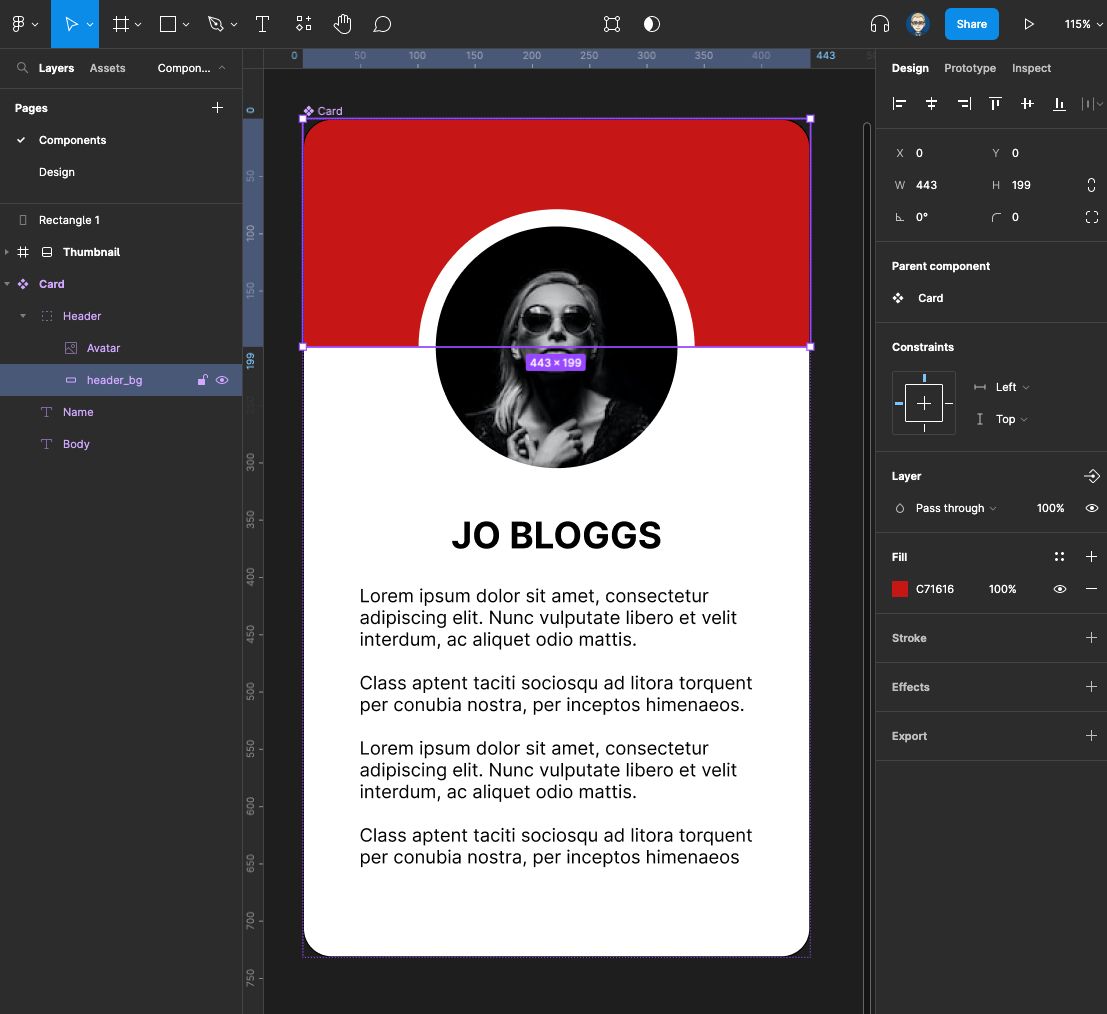 Share
115%
Layers
Assets
Compon...
Pages
Components
Design
Rectangle 1
Thumbnail
Card
Header
Avatar
header_bg
Name
Body
0
50
100
150
200
250
300
350
400
443
0
50
100
150
199
300
350
400
450
500
550
600
650
700
750
Card
443 × 199
JO BLOGGS
Lorem ipsum dolor sit amet, consectetur
adipiscing elit. Nunc vulputate libero et velit
interdum, ac aliquet odio mattis.
Class aptent taciti sociosqu ad litora torquent
per conubia nostra, per inceptos himenaeos.
Lorem ipsum dolor sit amet, consectetur
adipiscing elit. Nunc vulputate libero et velit
interdum, ac aliquet odio mattis.
Class aptent taciti sociosqu ad litora torquent
per conubia nostra, per inceptos himenaeos
Design
Prototype
Inspect
X 0
Y 0
W 443
H 199
0°
0
Parent component
Card
Constraints
Left
Top
Layer
Pass through
100%
Fill
C71616
100%
Stroke
Effects
Export